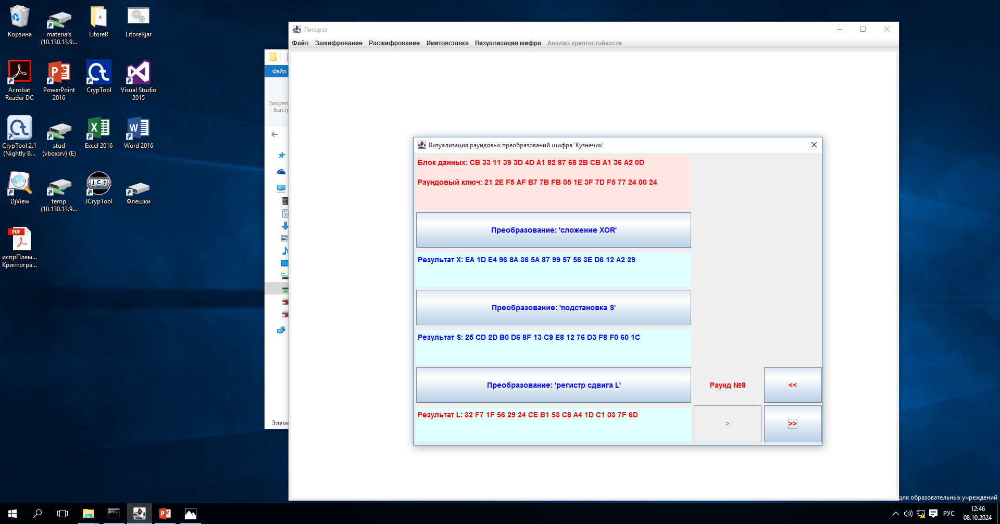 Корзина
materials
(10.130.13.9...
LitoreR
LitoreRjar
Acrobat
Reader DC
PowerPoint
2016
CrypTool
Visual Studio
2015
CrypTool 2.1
(Nightly B...
stud
(vboxsrv) (E)
Excel 2016
Word 2016
DjView
temp
(10.130.13.9...
JCT
JCrypTool
Флешки
PDF
испрПлем...
Криптогра...
Файл
Закреп
быстр
Элеме
Литорея
Файл Зашифрование Расшифрование Имитовставка Визуализация шифра Анализ криптостойкости
Визуализация раундовых преобразований шифра 'Кузнечик'
Блок данных: CB 33 11 39 3D 4D A1 82 87 68 2B CB A1 36 A2 0D
Раундовый ключ: 21 2E F5 AF B7 7B FB 05 1E 3F 7D F5 77 24 00 24
Преобразование: 'сложение XOR'
Результат X: EA 1D E4 96 8A 36 5A 87 99 57 56 3E D6 12 A2 29
Преобразование: 'подстановка S'
Результат S: 25 CD 2D B0 D6 8F 13 C9 E8 12 76 D3 F8 F0 60 1C
Преобразование: 'регистр сдвига L'
Раунд №8
<<
Результат L: 32 F7 1F 56 29 24 CE B1 53 C8 A4 1D C1 03 7F 6D
>
>>
для образовательных учреждений
РУС
12:46
08.10.2024